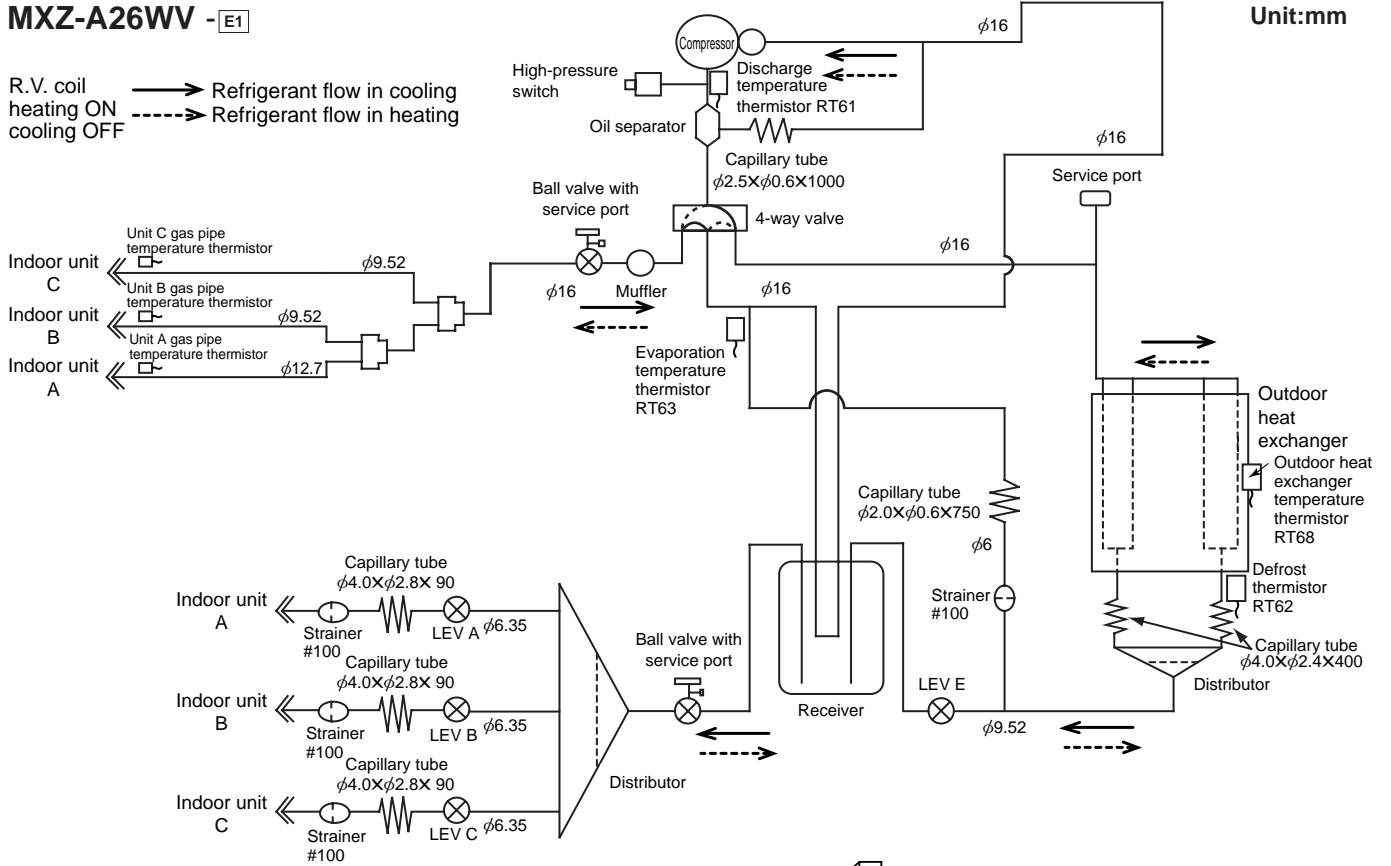 MXZ-A26WV - E1
Unit:mm
R.V. coil
heating ON
cooling OFF
Refrigerant flow in cooling
Refrigerant flow in heating
Compressor
High-pressure
switch
Discharge
temperature
thermistor RT61
Oil separator
Capillary tube
ϕ2.5✕ϕ0.6✕1000
ϕ16
ϕ16
Service port
Ball valve with
service port
4-way valve
ϕ16
ϕ16
Muffler
ϕ16
Unit C gas pipe
temperature thermistor
Indoor unit
C
ϕ9.52
Unit B gas pipe
temperature thermistor
Indoor unit
B
ϕ9.52
Unit A gas pipe
temperature thermistor
Indoor unit
A
ϕ12.7
Evaporation
temperature
thermistor
RT63
Outdoor
heat
exchanger
Outdoor heat
exchanger
temperature
thermistor
RT68
Defrost
thermistor
RT62
Capillary tube
ϕ4.0✕ϕ2.4✕400
Distributor
Capillary tube
ϕ2.0✕ϕ0.6✕750
ϕ6
Strainer
#100
LEV E
ϕ9.52
Receiver
Ball valve with
service port
Distributor
Capillary tube
ϕ4.0✕ϕ2.8✕ 90
Indoor unit
A
Strainer
#100
LEV A
ϕ6.35
Capillary tube
ϕ4.0✕ϕ2.8✕ 90
Indoor unit
B
Strainer
#100
LEV B
ϕ6.35
Capillary tube
ϕ4.0✕ϕ2.8✕ 90
Indoor unit
C
Strainer
#100
LEV C
ϕ6.35